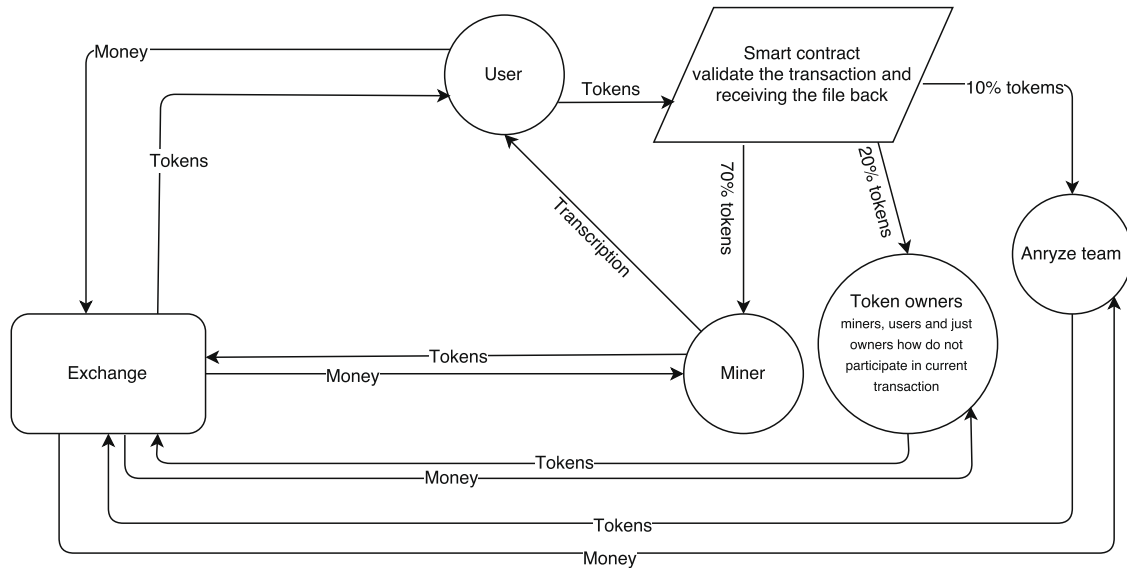 Money
User
Smart contract
validate the transaction and
receiving the file back
Tokens
10% tokems
Tokens
70% tokens
20% tokens
Transcription
Anryze team
Token owners
miners, users and just
owners how do not
participate in current
transaction
Exchange
Tokens
Money
Miner
Tokens
Money
Tokens
Money